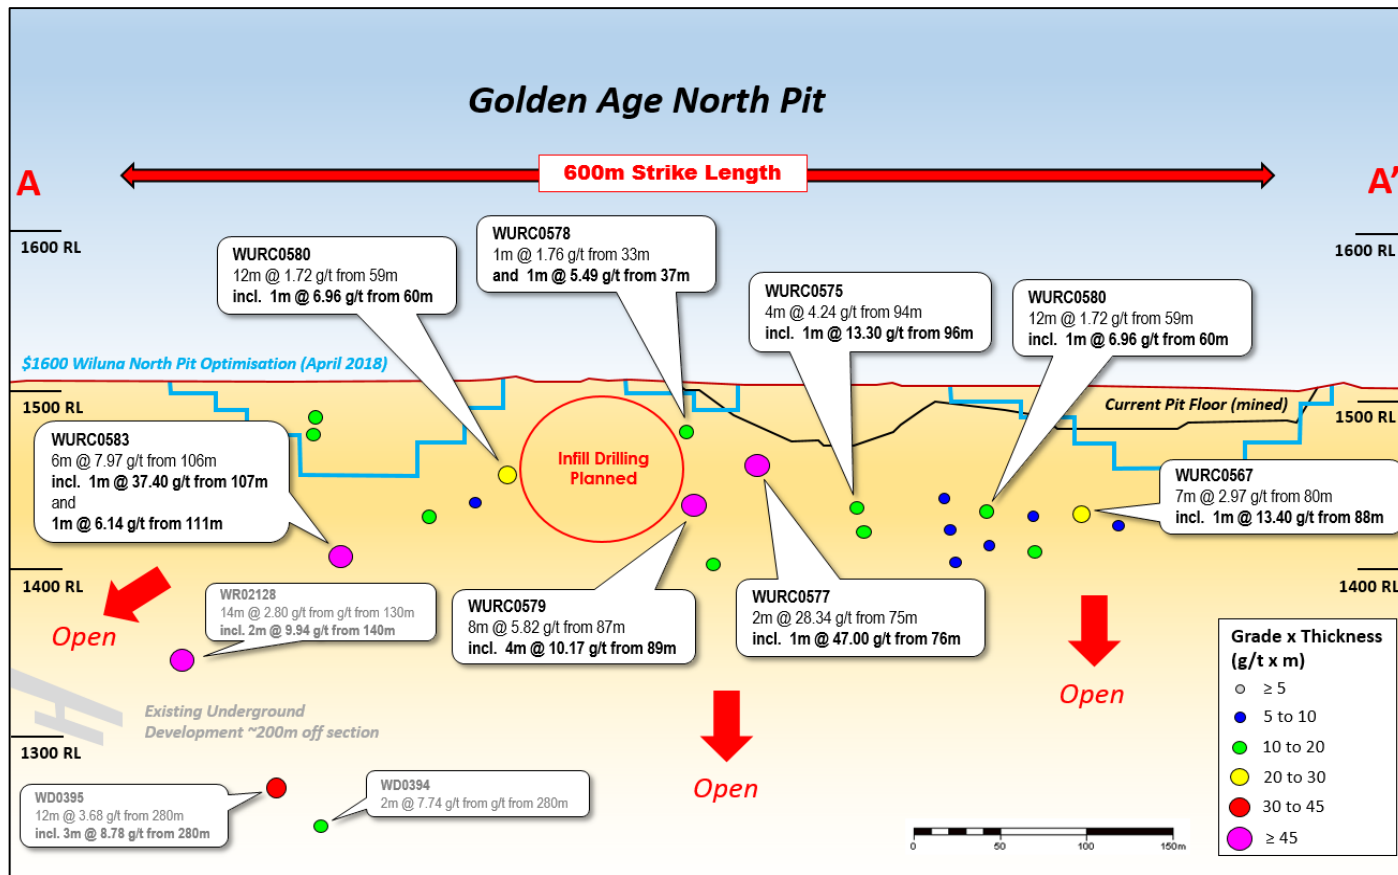 Golden Age North Pit
600m Strike Length
A
A'
1600 RL
1600 RL
WURC0580
12m @ 1.72 g/t from 59m
incl. 1m @ 6.96 g/t from 60m
WURC0578
1m @ 1.76 g/t from 33m
and 1m @ 5.49 g/t from 37m
WURC0575
4m @ 4.24 g/t from 94m
incl. 1m @ 13.30 g/t from 96m
WURC0580
12m @ 1.72 g/t from 59m
incl. 1m @ 6.96 g/t from 60m
$1600 Wiluna North Pit Optimisation (April 2018)
1500 RL
1500 RL
Current Pit Floor (mined)
WURC0583
6m @ 7.97 g/t from 106m
incl. 1m @ 37.40 g/t from 107m
and
1m @ 6.14 g/t from 111m
Infill Drilling
Planned
WURC0567
7m @ 2.97 g/t from 80m
incl. 1m @ 13.40 g/t from 88m
1400 RL
1400 RL
Open
WR02128
14m @ 2.80 g/t from g/t from 130m
incl. 2m @ 9.94 g/t from 140m
WURC0579
8m @ 5.82 g/t from 87m
incl. 4m @ 10.17 g/t from 89m
WURC0577
2m @ 28.34 g/t from 75m
incl. 1m @ 47.00 g/t from 76m
Open
Existing Underground
Development ~200m off section
1300 RL
Open
WD0395
12m @ 3.68 g/t from 280m
incl. 3m @ 8.78 g/t from 280m
WD0394
2m @ 7.74 g/t from g/t from 280m
Grade x Thickness
(g/t x m)
≥ 5
5 to 10
10 to 20
20 to 30
30 to 45
≥ 45
0 50 100 150m